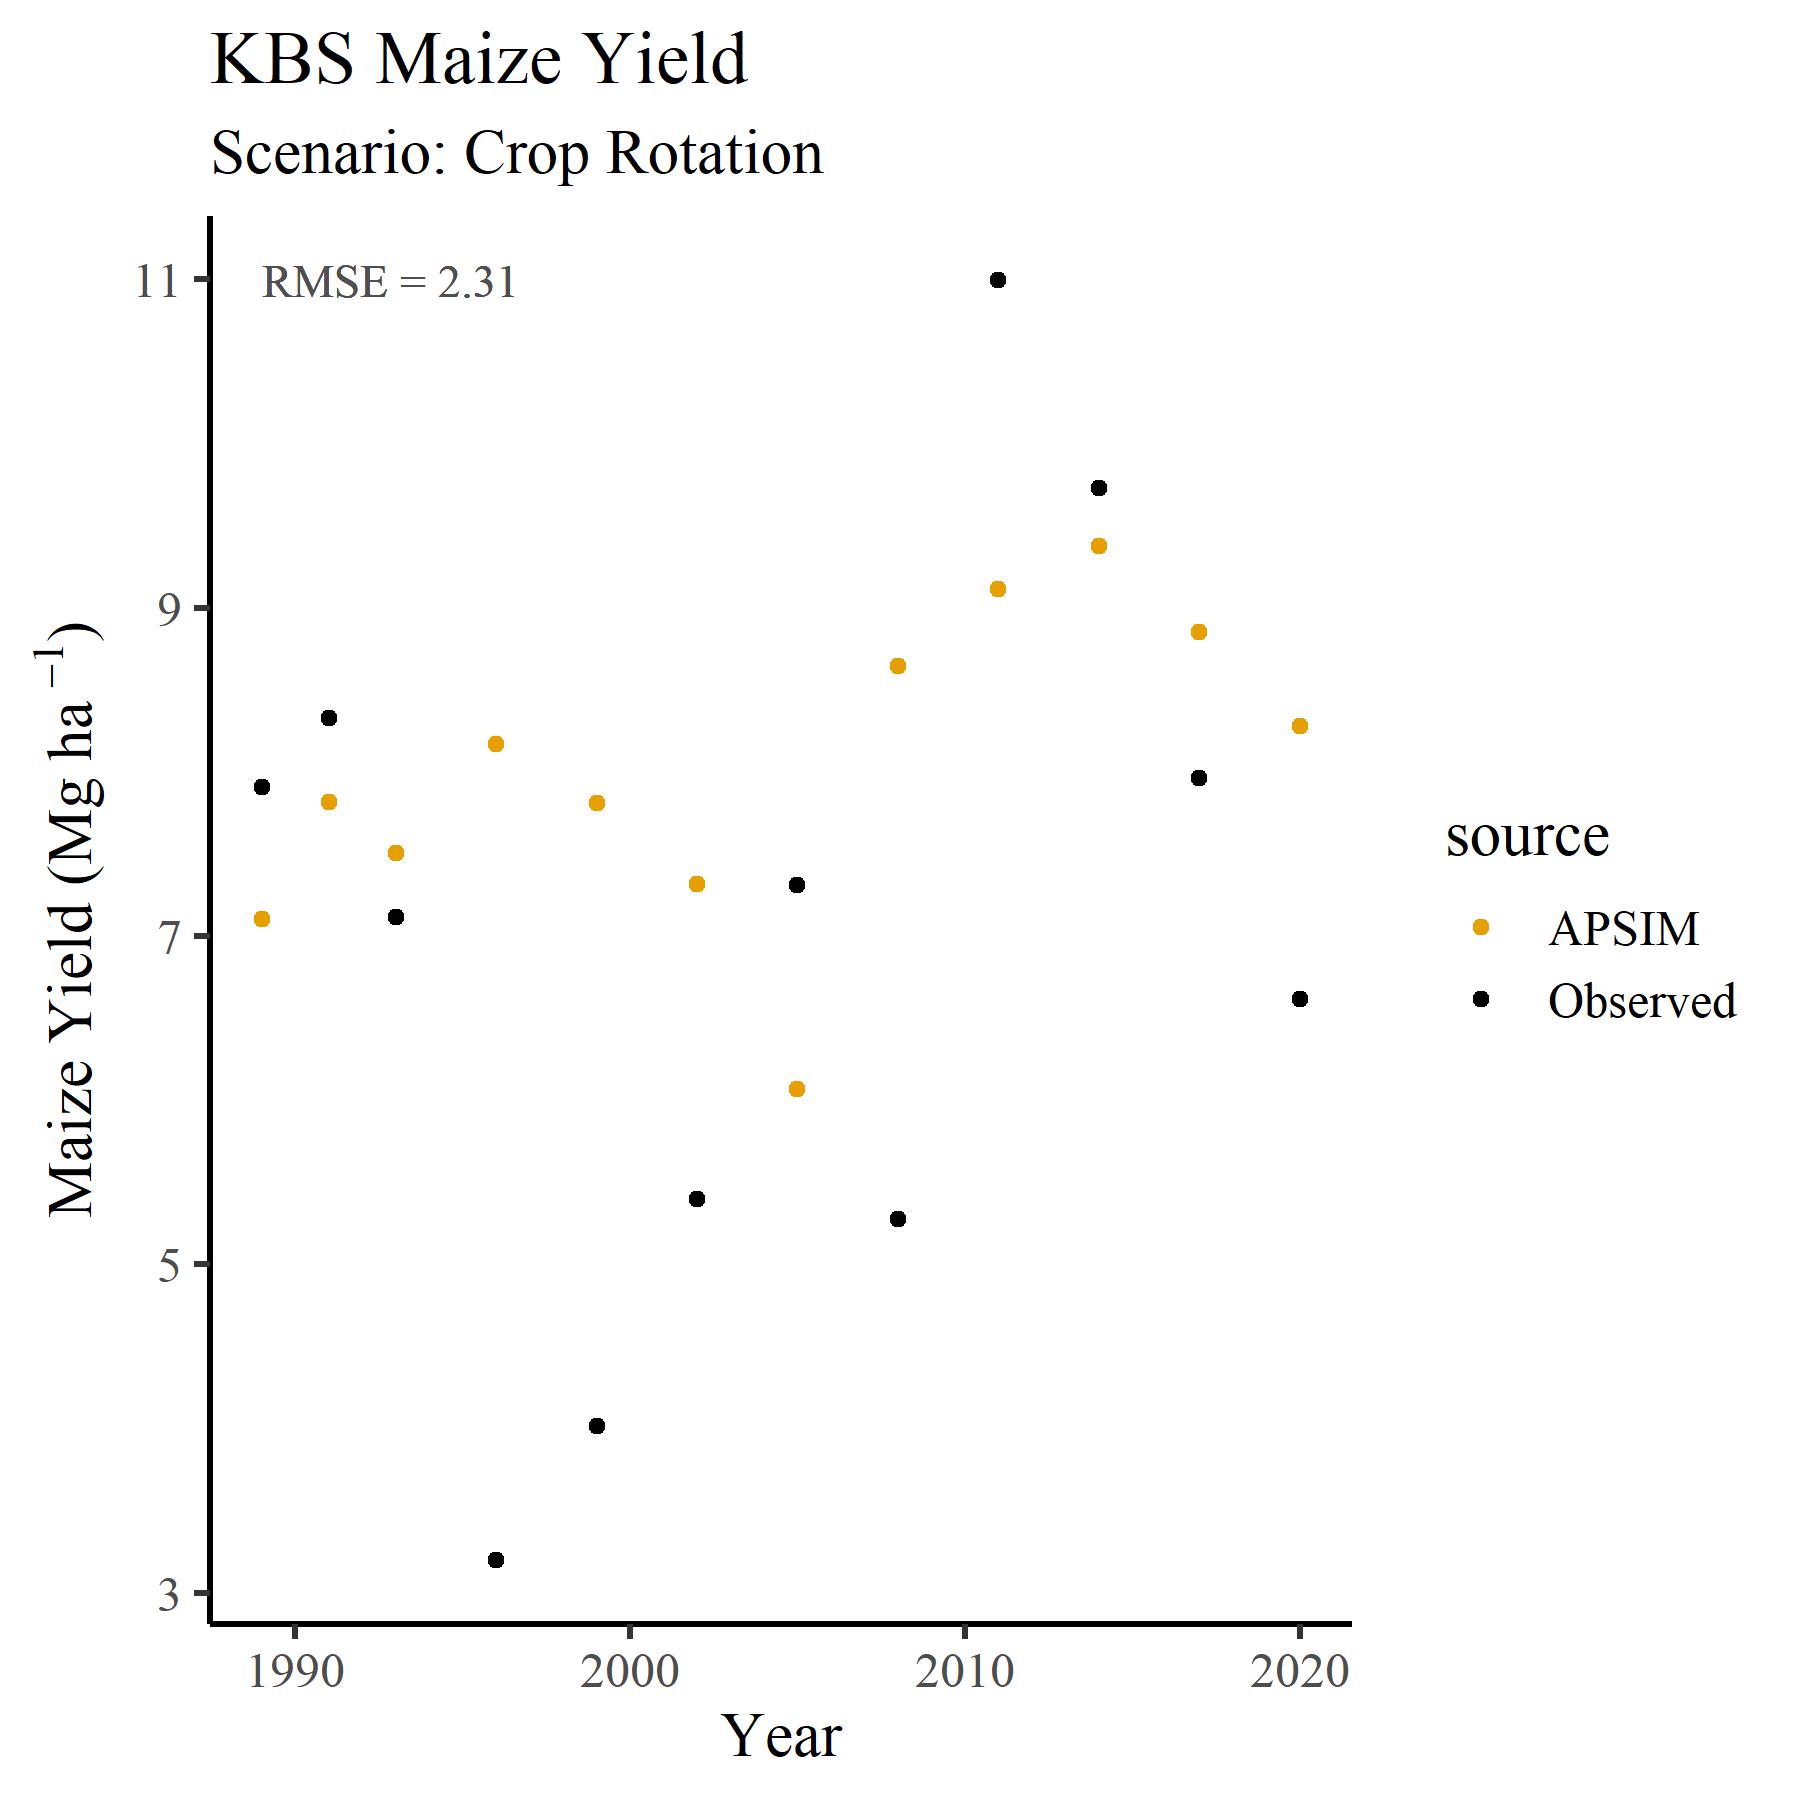 KBS Maize Yield
Scenario: Crop Rotation
RMSE = 2.31
11
9
7
5
3
Maize Yield (Mg ha ⁻¹)
1990
2000
2010
2020
Year
source
APSIM
Observed